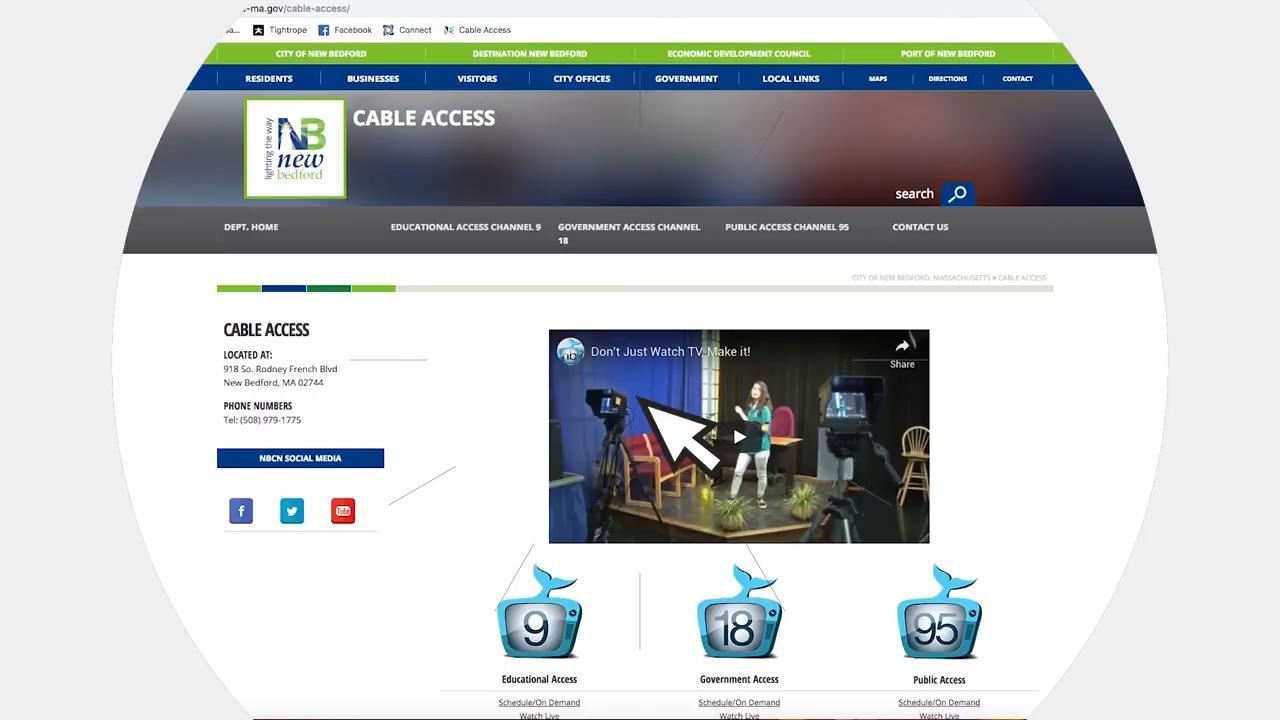 -ma.gov/cable-access/
sa... Tightrope Facebook Connect Cable Access
CITY OF NEW BEDFORD DESTINATION NEW BEDFORD ECONOMIC DEVELOPMENT COUNCIL PORT OF NEW BEDFORD
RESIDENTS BUSINESSES VISITORS CITY OFFICES GOVERNMENT LOCAL LINKS MAPS DIRECTIONS CONTACT
CABLE ACCESS
lighting the way
NB
new
bedford
search
DEPT. HOME EDUCATIONAL ACCESS CHANNEL 9 GOVERNMENT ACCESS CHANNEL 18 PUBLIC ACCESS CHANNEL 95 CONTACT US
CITY OF NEW BEDFORD, MASSACHUSETTS > CABLE ACCESS
CABLE ACCESS
LOCATED AT:
918 So. Rodney French Blvd
New Bedford, MA 02744
PHONE NUMBERS
Tel: (508) 979-1775
NBCN SOCIAL MEDIA
f
You Tube
Don't Just Watch TV, Make it!
Share
9 18 95
Educational Access Government Access Public Access
Schedule/On Demand Schedule/On Demand Schedule/On Demand
Watch Live Watch Live Watch Live